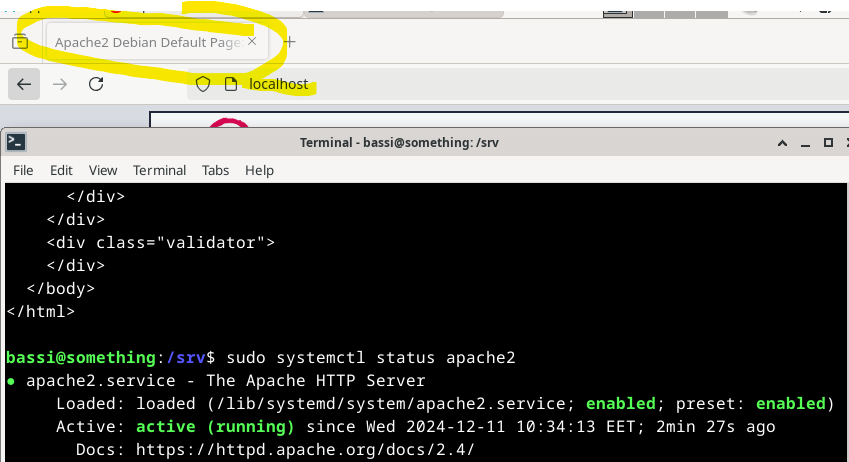 Apache2 Debian Default Page
localhost
Terminal - bassi@something: /srv
File Edit View Terminal Tabs Help
      </div>
    </div>
    <div class="validator">
    </div>
  </body>
</html>
bassi@something:/srv$ sudo systemctl status apache2
● apache2.service - The Apache HTTP Server
     Loaded: loaded (/lib/systemd/system/apache2.service; enabled; preset: enabled)
     Active: active (running) since Wed 2024-12-11 10:34:13 EET; 2min 27s ago
       Docs: https://httpd.apache.org/docs/2.4/